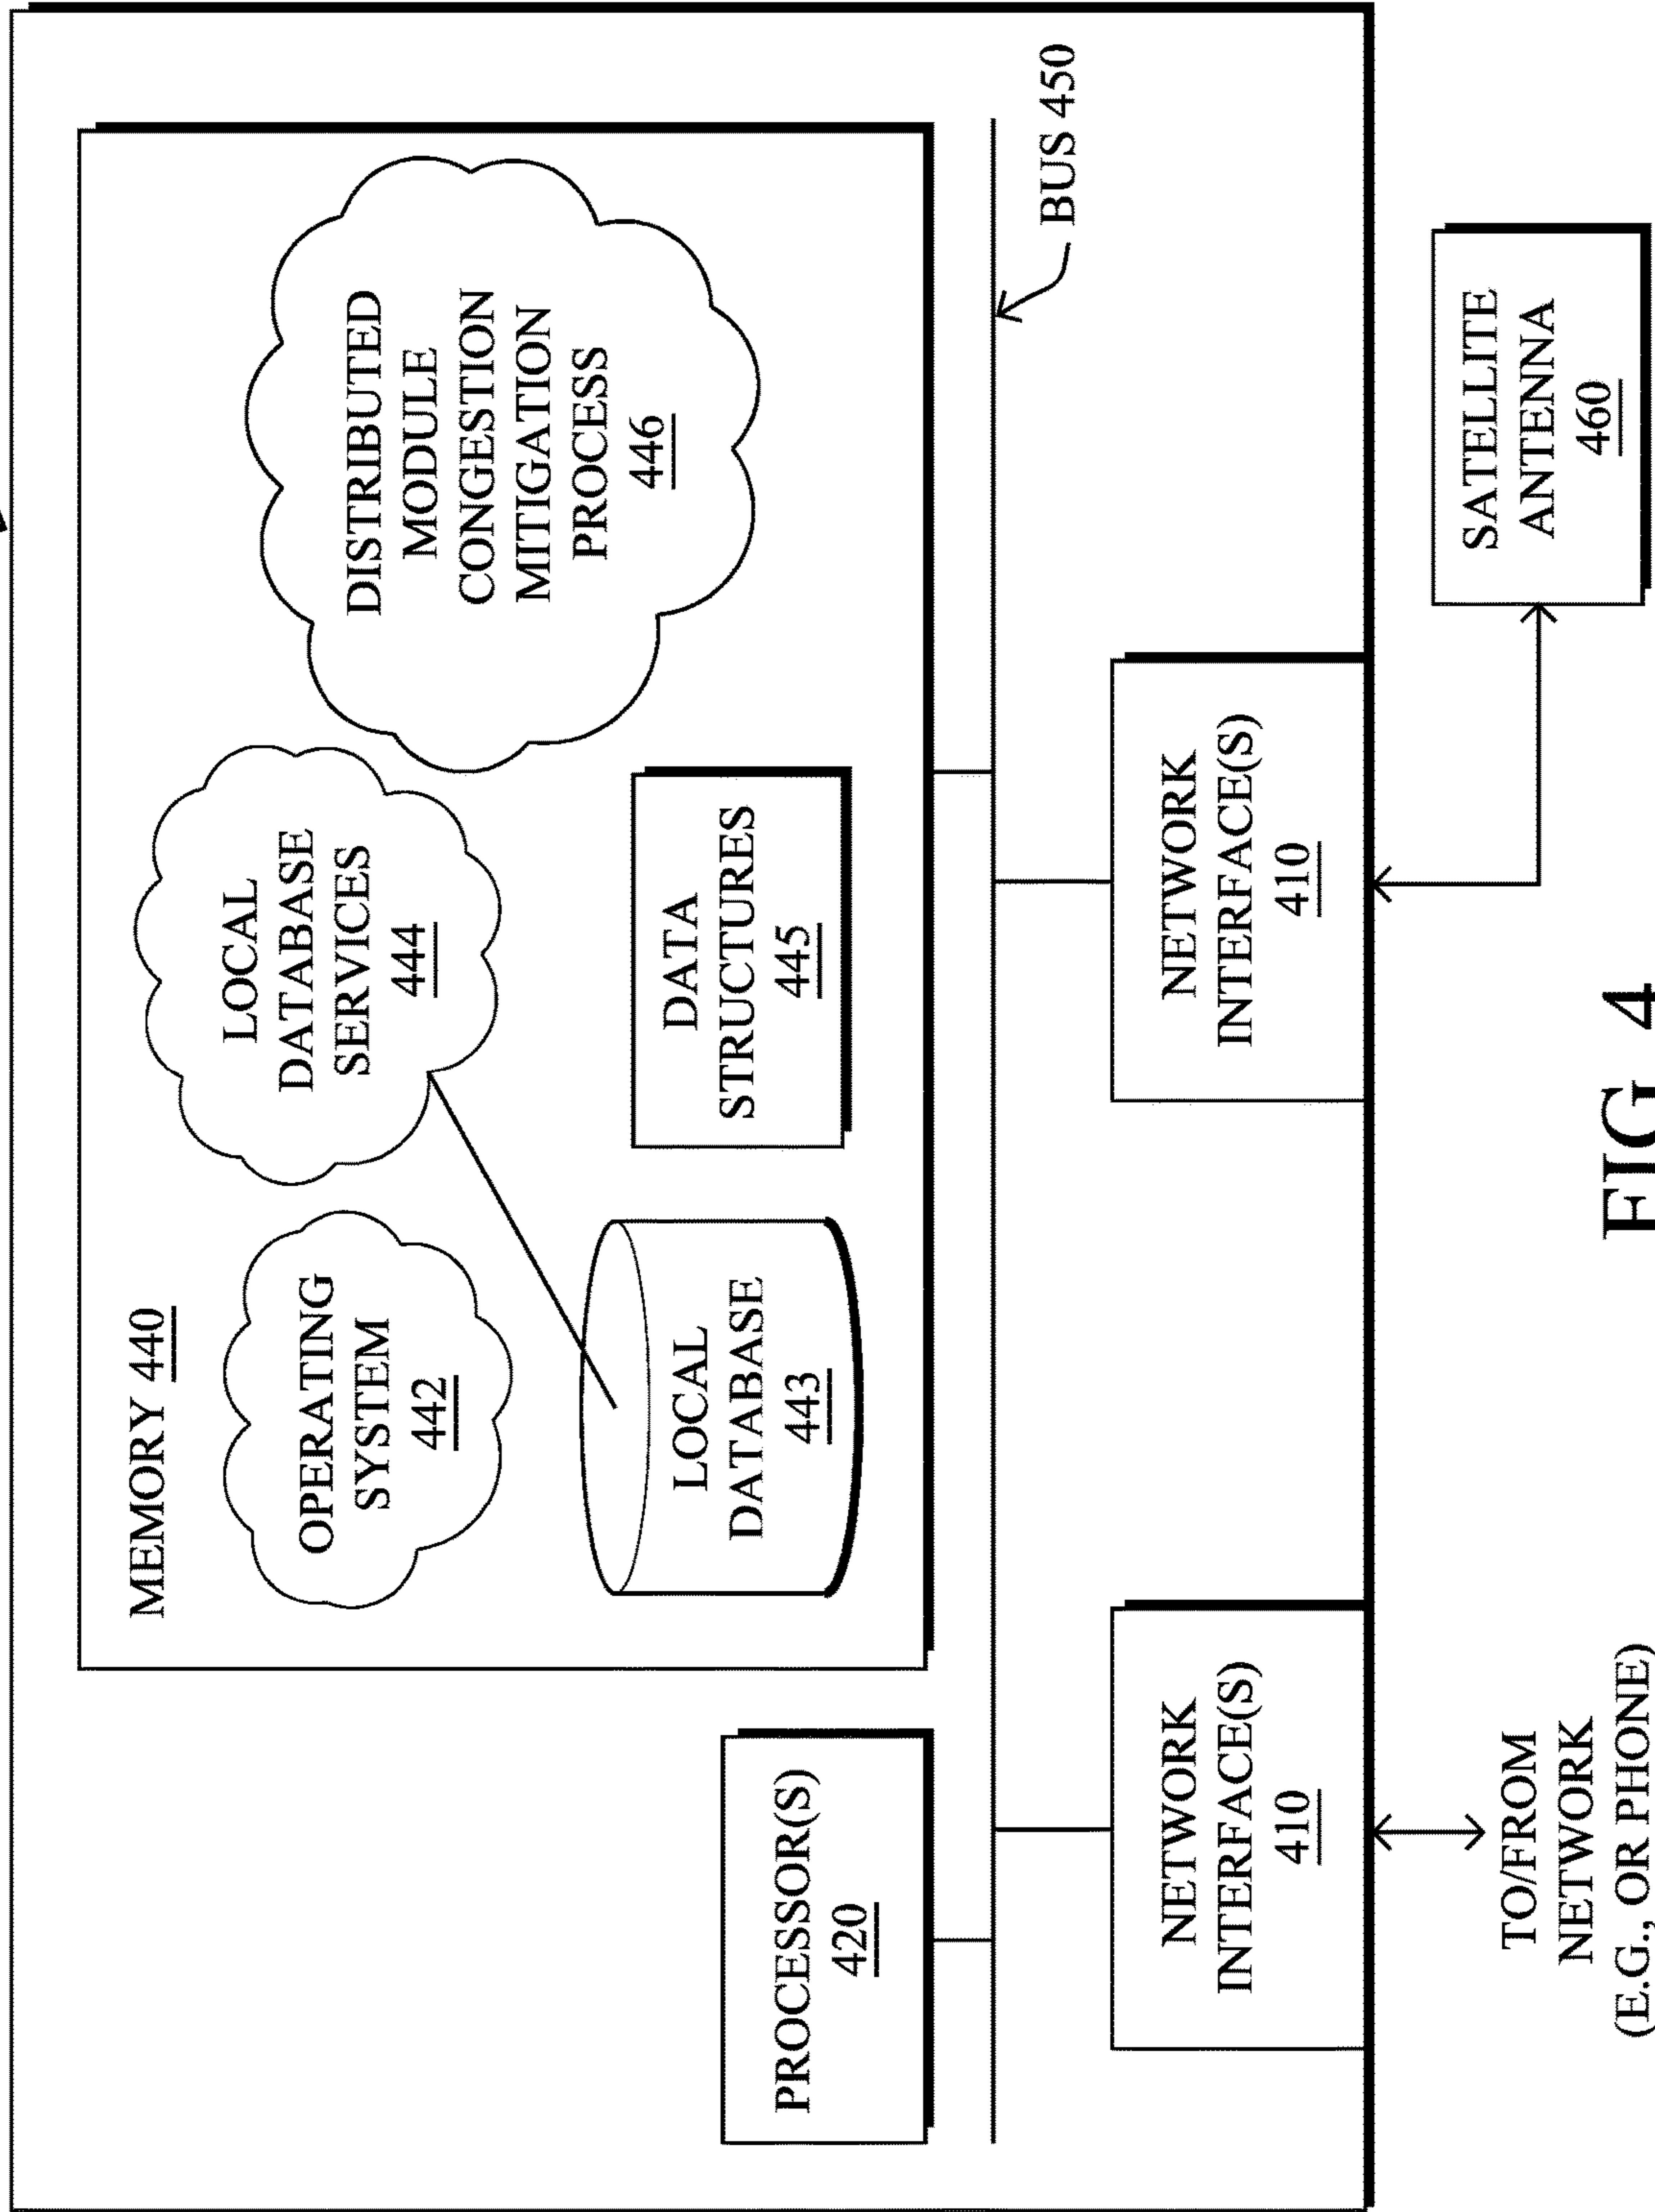 MEMORY 440
OPERATING
SYSTEM
442
LOCAL
DATABASE
SERVICES
444
DISTRIBUTED
MODULE
CONGESTION
MITIGATION
PROCESS
446
LOCAL
DATABASE
443
DATA
STRUCTURES
445
PROCESSOR(S)
420
BUS 450
NETWORK
INTERFACE(S)
410
NETWORK
INTERFACE(S)
410
TO/FROM
NETWORK
(E.G., OR PHONE)
SATELLITE
ANTENNA
460
FIG. 4